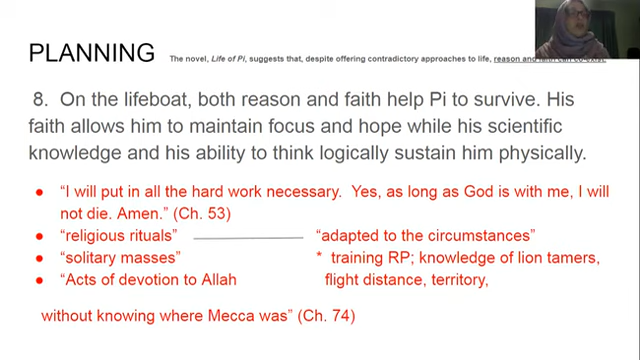 PLANNING The novel, Life of Pi, suggests that, despite offering contradictory approaches to life, reason and faith can co-exist.
8. On the lifeboat, both reason and faith help Pi to survive. His
faith allows him to maintain focus and hope while his scientific
knowledge and his ability to think logically sustain him physically.
● “I will put in all the hard work necessary. Yes, as long as God is with me, I will
not die. Amen.” (Ch. 53)
● “religious rituals” “adapted to the circumstances”
● “solitary masses” * training RP; knowledge of lion tamers,
● “Acts of devotion to Allah flight distance, territory,
without knowing where Mecca was” (Ch. 74)